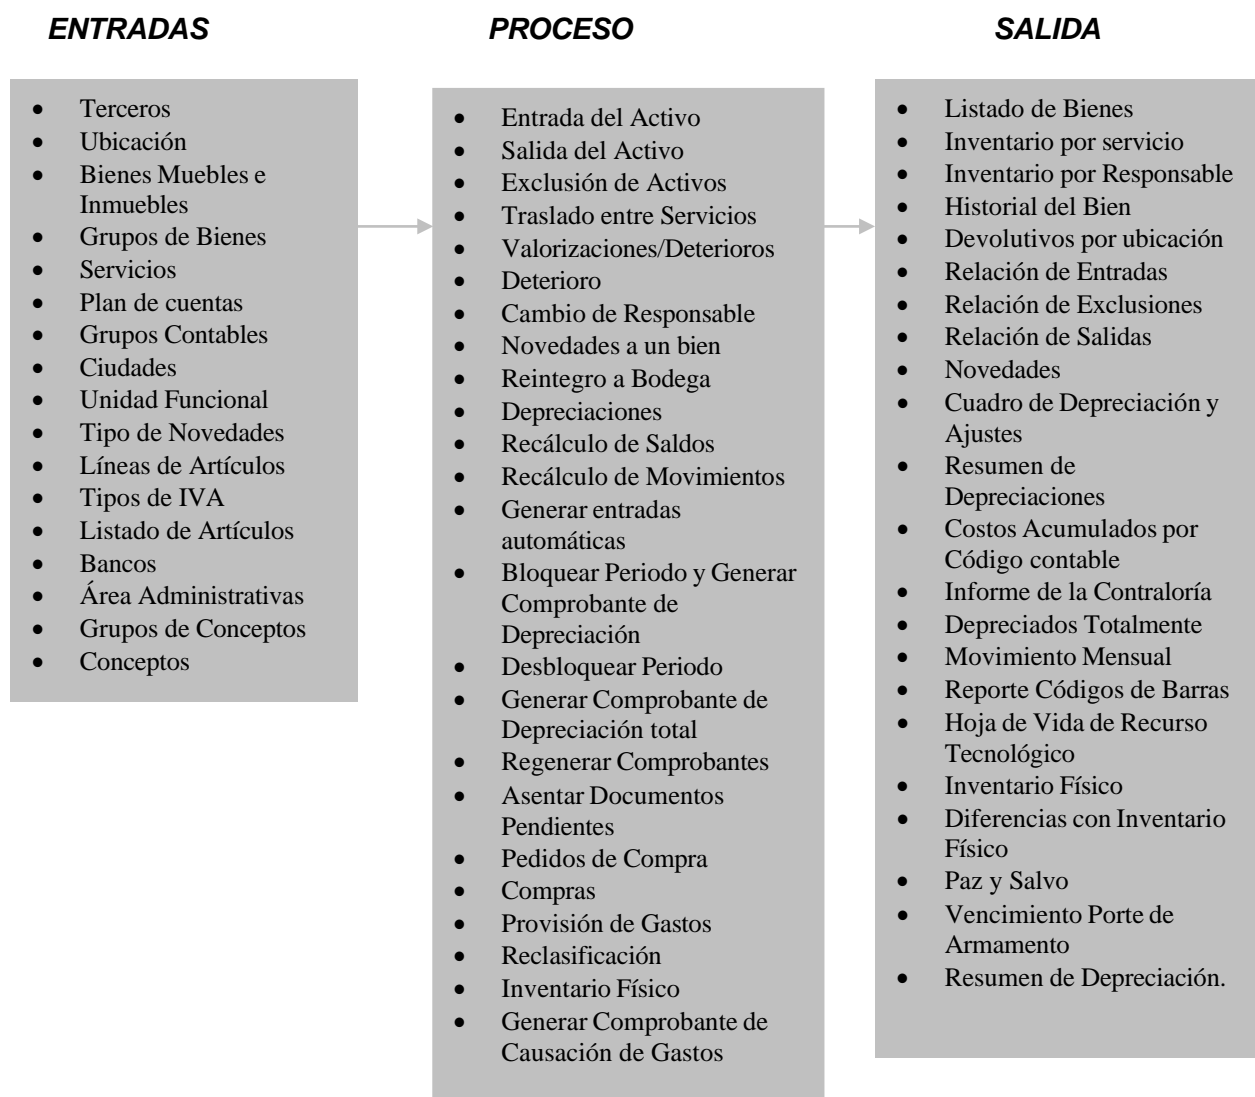 ENTRADAS
PROCESO
SALIDA
• Terceros
• Ubicación
• Bienes Muebles e
Inmuebles
• Grupos de Bienes
• Servicios
• Plan de cuentas
• Grupos Contables
• Ciudades
• Unidad Funcional
• Tipo de Novedades
• Líneas de Artículos
• Tipos de IVA
• Listado de Artículos
• Bancos
• Área Administrativas
• Grupos de Conceptos
• Conceptos
• Entrada del Activo
• Salida del Activo
• Exclusión de Activos
• Traslado entre Servicios
• Valorizaciones/Deterioros
• Deterioro
• Cambio de Responsable
• Novedades a un bien
• Reintegro a Bodega
• Depreciaciones
• Recálculo de Saldos
• Recálculo de Movimientos
• Generar entradas
automáticas
• Bloquear Periodo y Generar
Comprobante de
Depreciación
• Desbloquear Periodo
• Generar Comprobante de
Depreciación total
• Regenerar Comprobantes
• Asentar Documentos
Pendientes
• Pedidos de Compra
• Compras
• Provisión de Gastos
• Reclasificación
• Inventario Físico
• Generar Comprobante de
Causación de Gastos
• Listado de Bienes
• Inventario por servicio
• Inventario por Responsable
• Historial del Bien
• Devolutivos por ubicación
• Relación de Entradas
• Relación de Exclusiones
• Relación de Salidas
• Novedades
• Cuadro de Depreciación y
Ajustes
• Resumen de
Depreciaciones
• Costos Acumulados por
Código contable
• Informe de la Contraloría
• Depreciados Totalmente
• Movimiento Mensual
• Reporte Códigos de Barras
• Hoja de Vida de Recurso
Tecnológico
• Inventario Físico
• Diferencias con Inventario
Físico
• Paz y Salvo
• Vencimiento Porte de
Armamento
• Resumen de Depreciación.